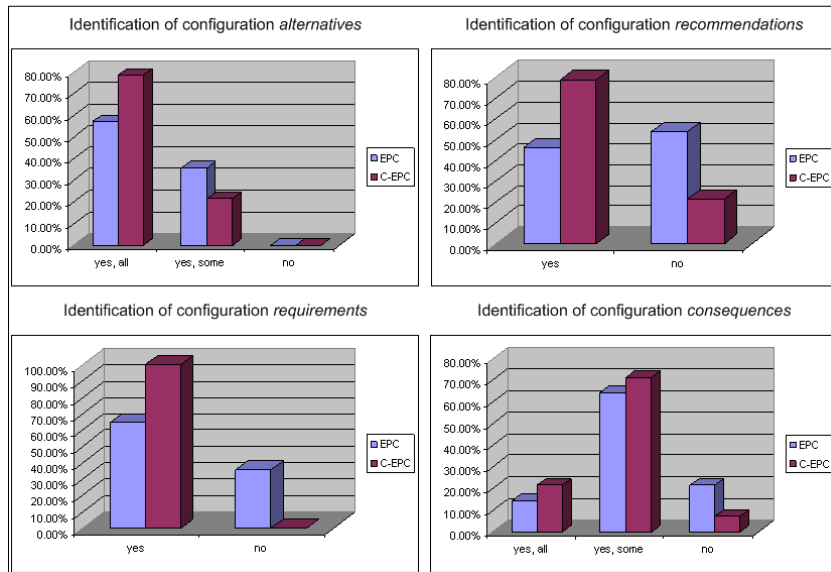 Identification of configuration alternatives
80.00%
70.00%
60.00%
50.00%
40.00%
30.00%
20.00%
10.00%
0.00%
yes, all
yes, some
no
EPC
C-EPC
Identification of configuration recommendations
80.00%
70.00%
60.00%
50.00%
40.00%
30.00%
20.00%
10.00%
0.00%
yes
no
EPC
C-EPC
Identification of configuration requirements
100.00%
90.00%
80.00%
70.00%
60.00%
50.00%
40.00%
30.00%
20.00%
10.00%
0.00%
yes
no
EPC
C-EPC
Identification of configuration consequences
80.00%
70.00%
60.00%
50.00%
40.00%
30.00%
20.00%
10.00%
0.00%
yes, all
yes, some
no
EPC
C-EPC